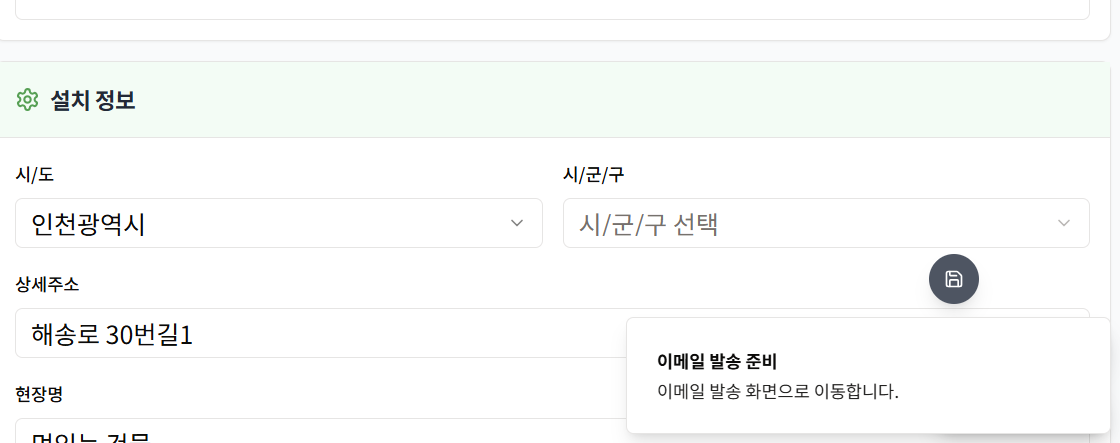 설치 정보
시/도
시/군/구
인천광역시
시/군/구 선택
상세주소
해송로 30번길1
이메일 발송 준비
이메일 발송 화면으로 이동합니다.
현장명